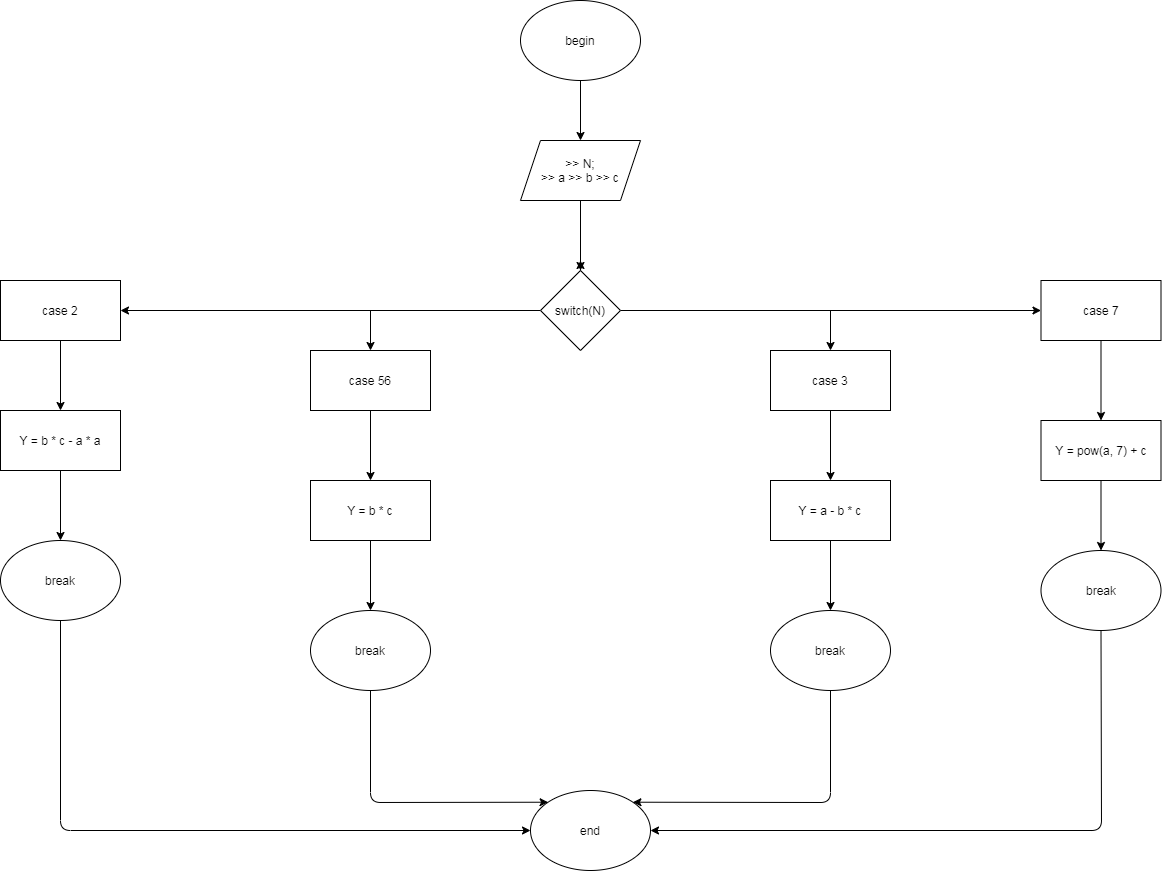 begin
>> N;
>> a >> b >> c
switch(N)
case 2
case 7
case 56
case 3
Y = b * c - a * a
Y = pow(a, 7) + c
Y = b * c
Y = a - b * c
break
break
break
break
end